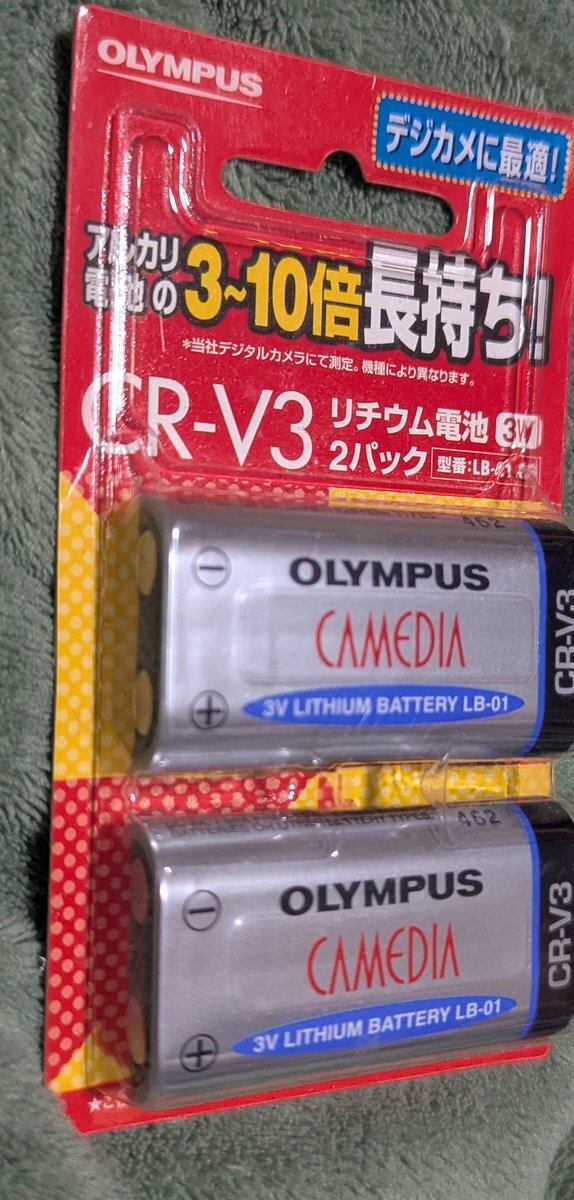 OLYMPUS
デジカメに最適!
アルカリ
電池の
3~10倍長持ち!
*当社デジタルカメラにて測定。機種により異なります。
CR-V3
リチウム電池 3V
2パック
型番:LB-01
462
OLYMPUS
CAMEDIA
3V LITHIUM BATTERY LB-01
CR-V3
BATTERY TYPES
462
OLYMPUS
CAMEDIA
3V LITHIUM BATTERY LB-01
CR-V3